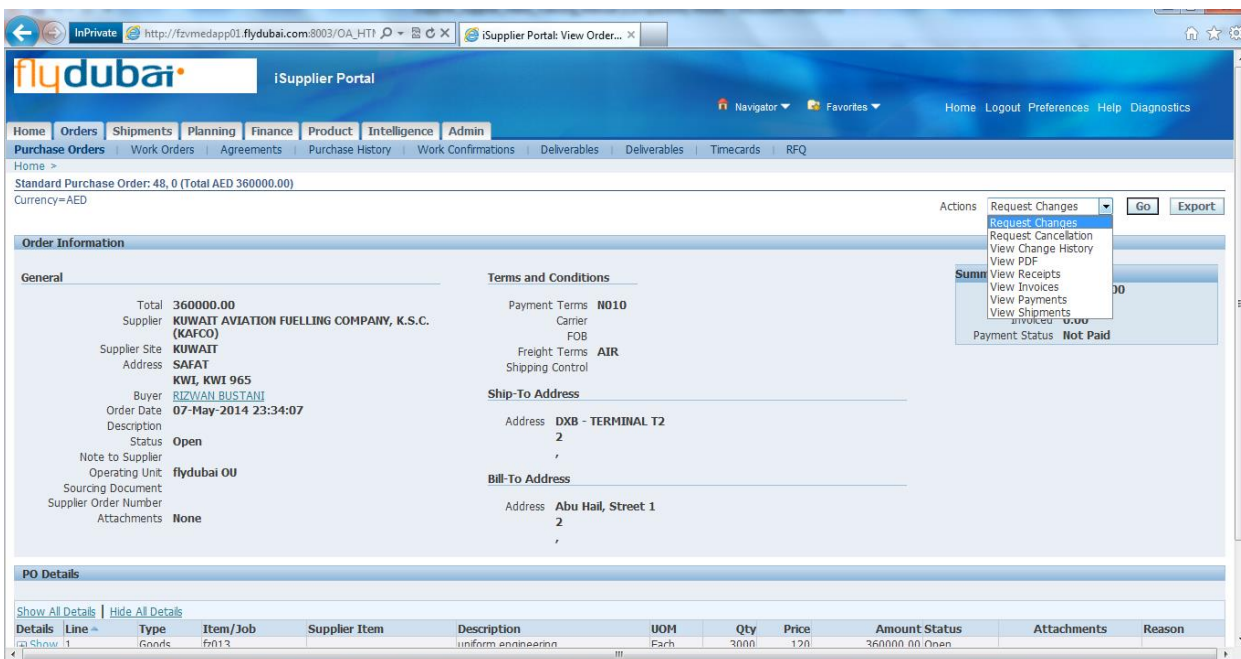 InPrivate http://fzvmedapp01.flydubai.com:8003/OA_HTM iSupplier Portal: View Order...
flydubai iSupplier Portal
Navigator Favorites Home Logout Preferences Help Diagnostics
Home Orders Shipments Planning Finance Product Intelligence Admin
Purchase Orders | Work Orders | Agreements | Purchase History | Work Confirmations | Deliverables | Deliverables | Timecards | RFQ
Home >
Standard Purchase Order: 48, 0 (Total AED 360000.00)
Currency=AED
Actions Request Changes Go Export
Request Changes
Request Cancellation
View Change History
View PDF
View Receipts
View Invoices
View Payments
View Shipments
Order Information
General
Total 360000.00
Supplier KUWAIT AVIATION FUELLING COMPANY, K.S.C.
(KAFCO)
Supplier Site KUWAIT
Address SAFAT
KWI, KWI 965
Buyer RIZWAN BUSTANI
Order Date 07-May-2014 23:34:07
Description
Status Open
Note to Supplier
Operating Unit flydubai OU
Sourcing Document
Supplier Order Number
Attachments None
Terms and Conditions
Payment Terms N010
Carrier
FOB
Freight Terms AIR
Shipping Control
Ship-To Address
Address DXB - TERMINAL T2
2
,
Bill-To Address
Address Abu Hail, Street 1
2
,
Summ
00
Invoiced 0.00
Payment Status Not Paid
PO Details
Show All Details | Hide All Details
Details Line Type Item/Job Supplier Item Description UOM Qty Price Amount Status Attachments Reason
Show 1 Goods fz013 uniform engineering Each 3000 120 360000.00 Open